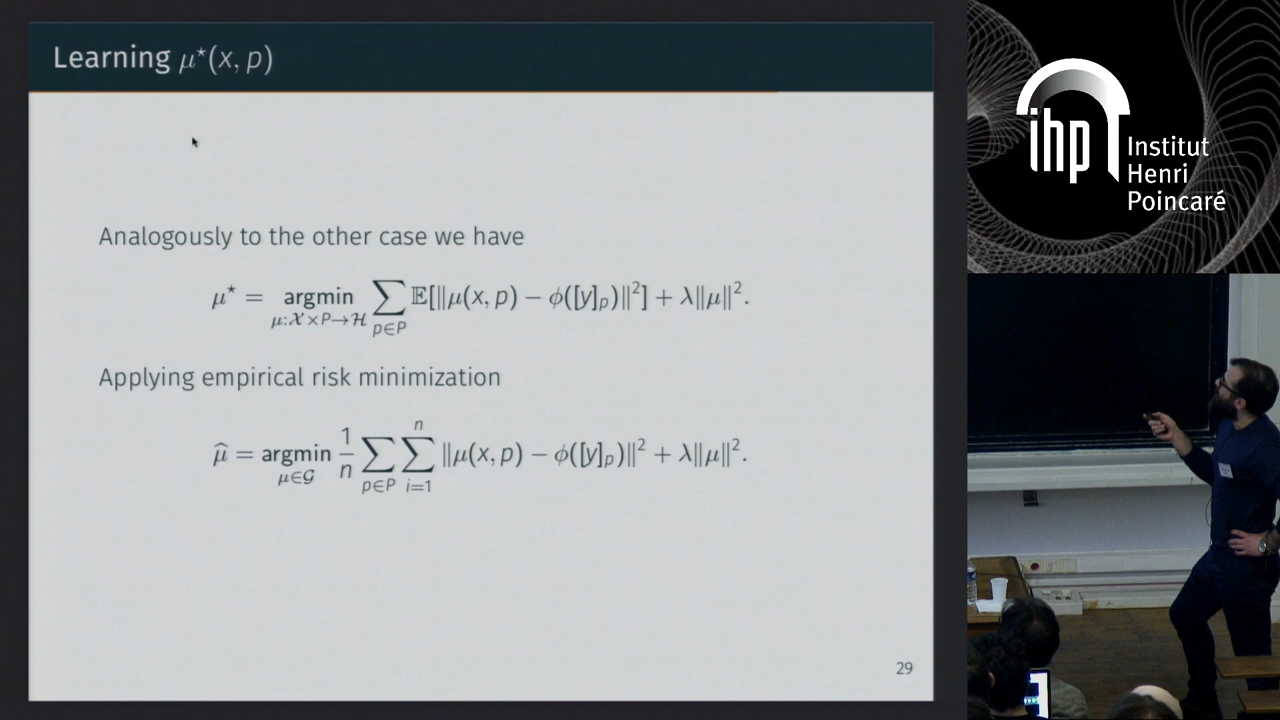 Learning μ*(x, p)
Analogously to the other case we have
μ* = argmin_{μ:𝒳×P→ℋ} ∑_{p∈P} 𝔼[‖μ(x, p) − ϕ([y]_p)‖²] + λ‖μ‖².
Applying empirical risk minimization
μ̂ = argmin_{μ∈𝒢} 1/n ∑_{p∈P} ∑_{i=1}^{n} ‖μ(x, p) − ϕ([y]_p)‖² + λ‖μ‖².
29
ihp
Institut
Henri
Poincaré